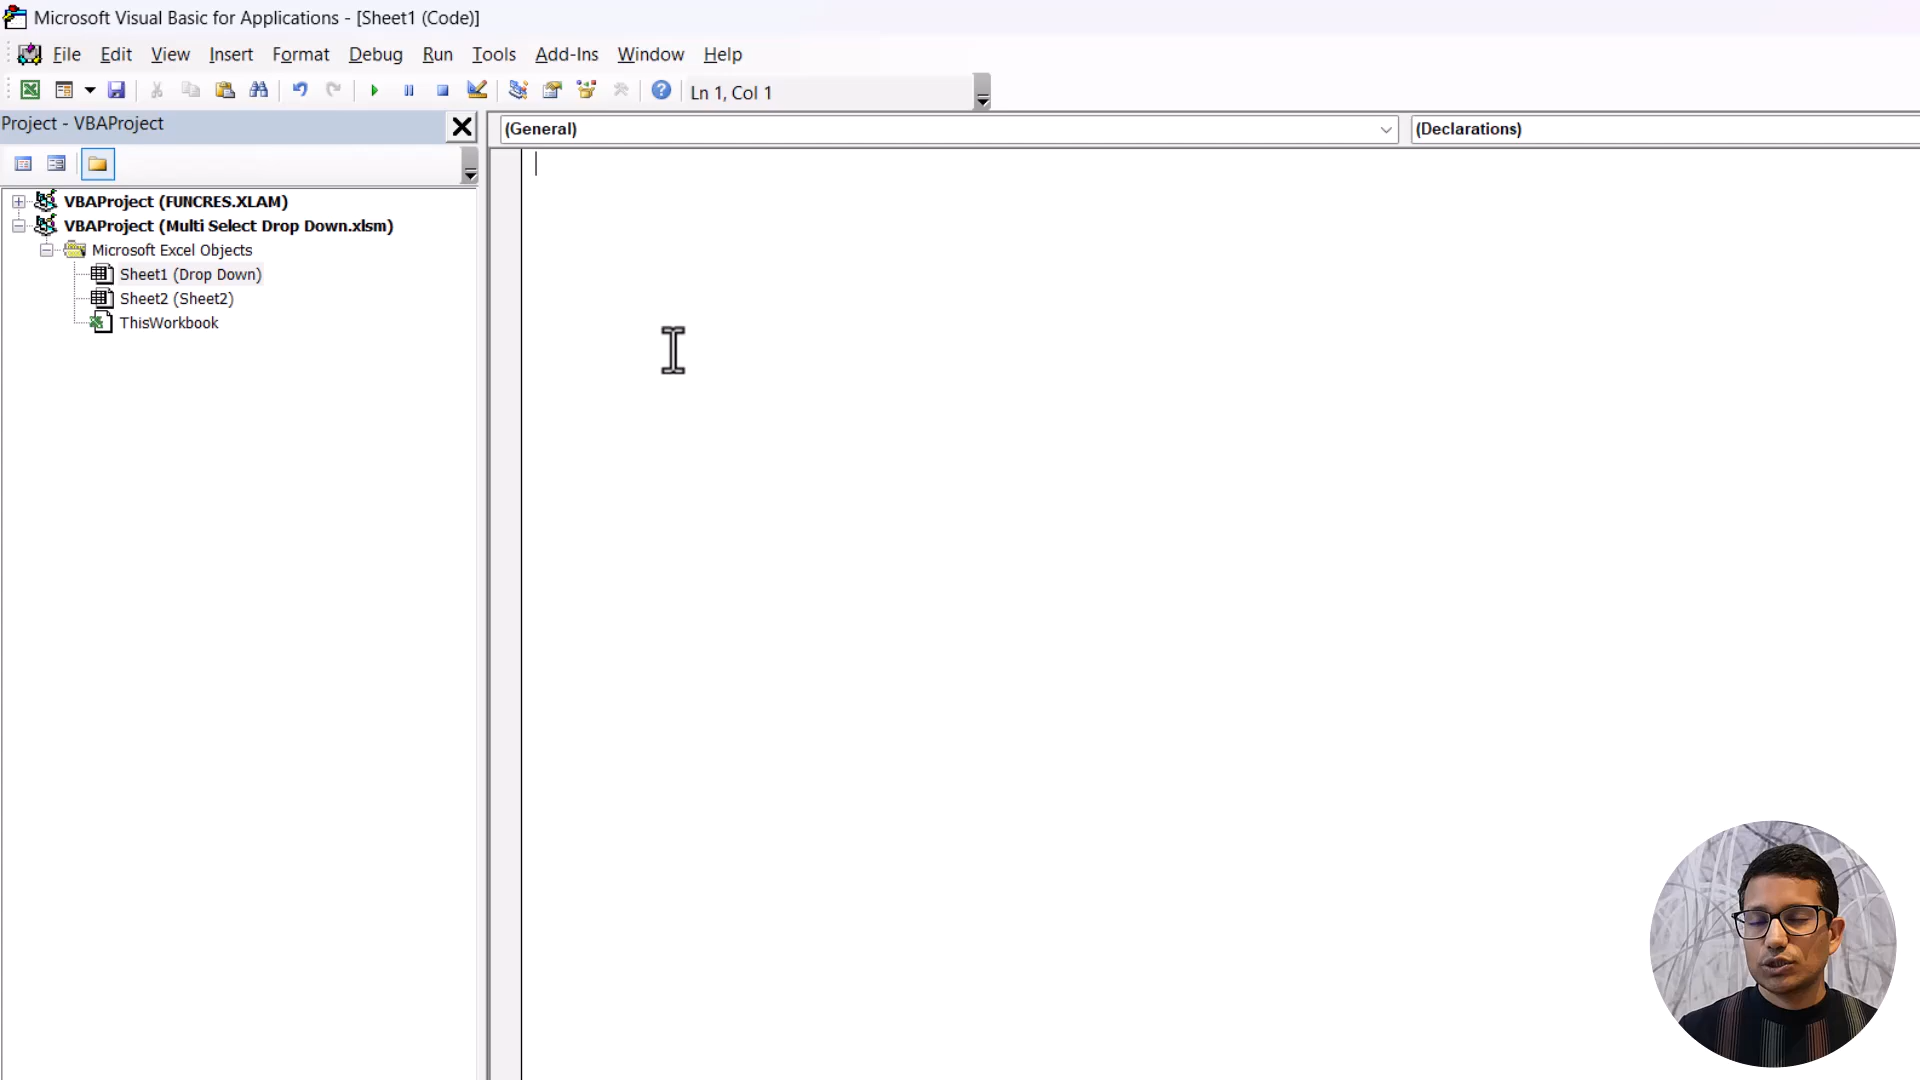 Microsoft Visual Basic for Applications - [Sheet1 (Code)]
File Edit View Insert Format Debug Run Tools Add-Ins Window Help
Ln 1, Col 1
Project - VBAProject
(General)
(Declarations)
VBAProject (FUNCRES.XLAM)
VBAProject (Multi Select Drop Down.xlsm)
Microsoft Excel Objects
Sheet1 (Drop Down)
Sheet2 (Sheet2)
ThisWorkbook